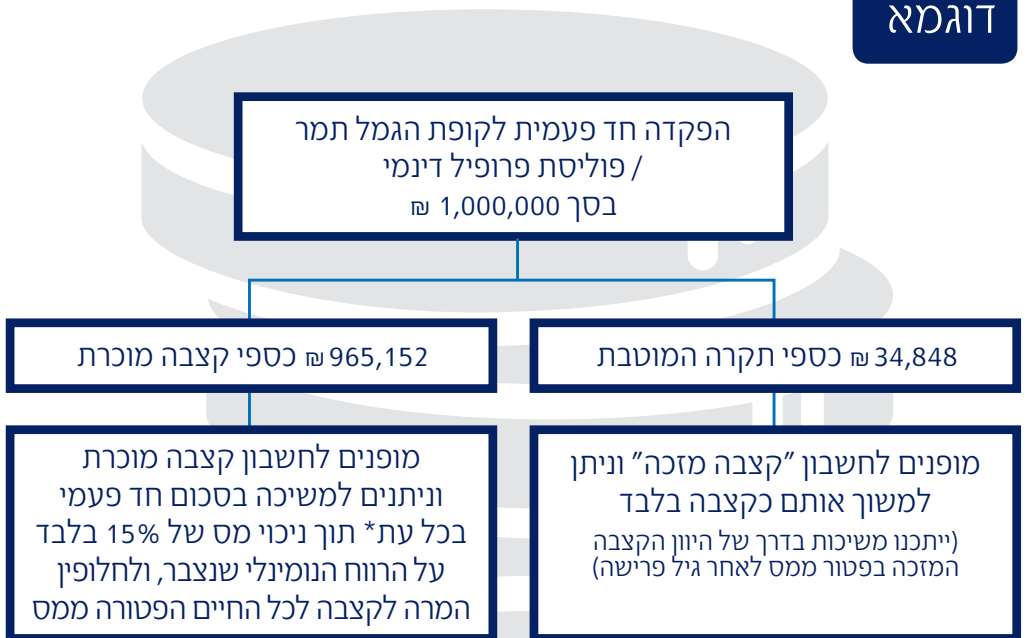 דוגמא
הפקדה חד פעמית לקופת הגמל תמר
/ פוליסת פרופיל דינמי
בסך 1,000,000 ₪
34,848 ₪ כספי תקרה המוטבת
965,152 ₪ כספי קצבה מוכרת
מופנים לחשבון "קצבה מזכה" וניתן
למשוך אותם כקצבה בלבד
(ייתכנו משיכות בדרך של היוון הקצבה
המזכה בפטור ממס לאחר גיל פרישה)
מופנים לחשבון קצבה מוכרת
וניתנים למשיכה בסכום חד פעמי
בכל עת* תוך ניכוי מס של 15% בלבד
על הרווח הנומינלי שנצבר, ולחלופין
המרה לקצבה לכל החיים הפטורה ממס